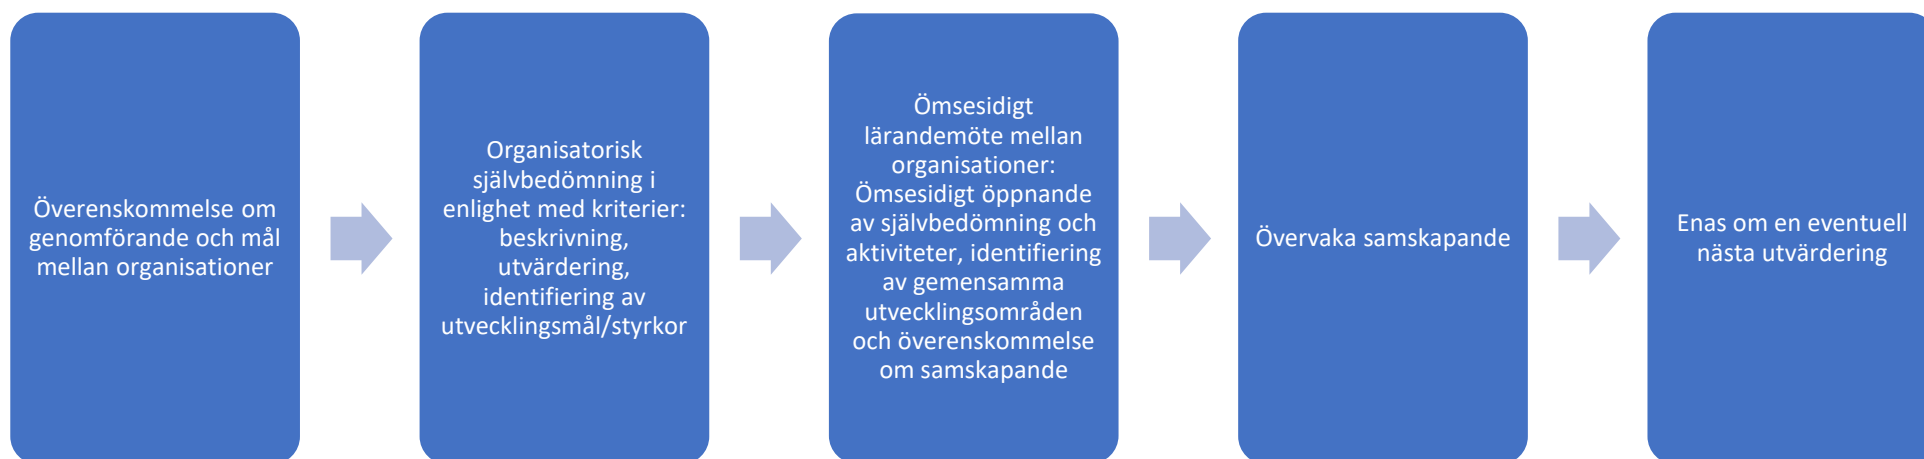 Överenskommelse om
genomförande och mål
mellan organisationer
Organisatorisk
självbedömning i
enlighet med kriterier:
beskrivning,
utvärdering,
identifiering av
utvecklingsmål/styrkor
Ömsesidigt
lärandemöte mellan
organisationer:
Ömsesidigt öppnande
av självbedömning och
aktiviteter, identifiering
av gemensamma
utvecklingsområden
och överenskommelse
om samskapande
Övervaka samskapande
Enas om en eventuell
nästa utvärdering